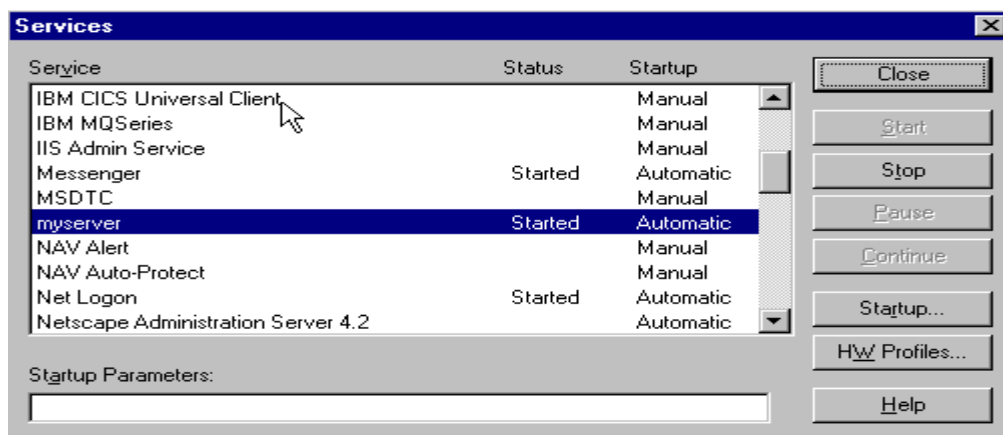 Services
Service Status Startup
IBM CICS Universal Client Manual
IBM MQSeries Manual
IIS Admin Service Manual
Messenger Started Automatic
MSDTC Manual
myserver Started Automatic
NAV Alert Manual
NAV Auto-Protect Manual
Net Logon Started Automatic
Netscape Administration Server 4.2 Automatic
Startup Parameters:
Close
Start
Stop
Pause
Continue
Startup...
HW Profiles...
Help